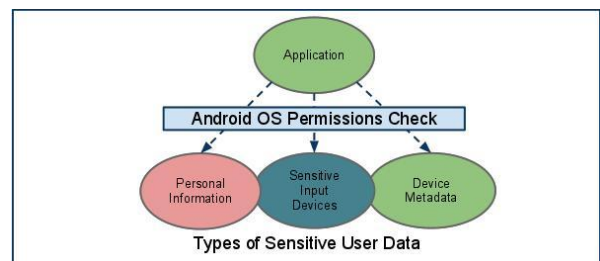 Application
Android OS Permissions Check
Personal
Information
Sensitive
Input
Devices
Device
Metadata
Types of Sensitive User Data